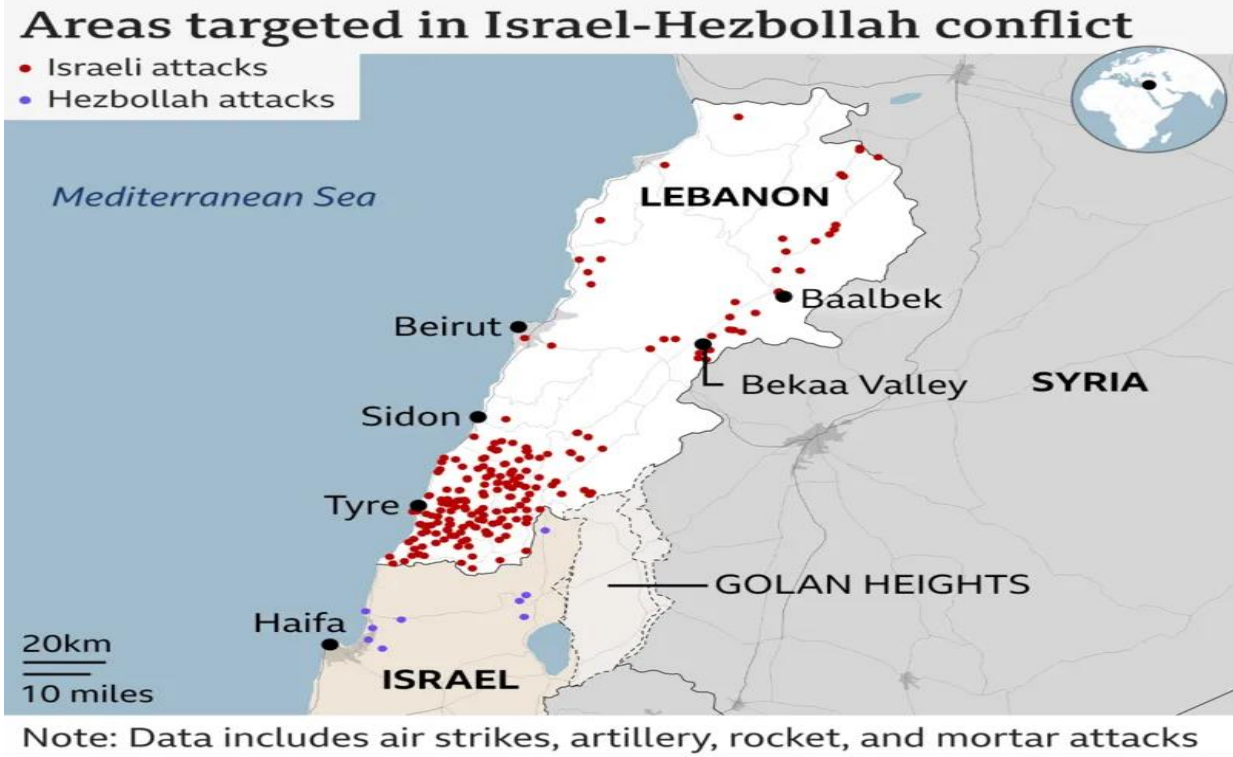 Areas targeted in Israel-Hezbollah conflict
Israeli attacks
Hezbollah attacks
Mediterranean Sea
LEBANON
Baalbek
Beirut
Bekaa Valley
SYRIA
Sidon
Tyre
GOLAN HEIGHTS
Haifa
20km
10 miles
ISRAEL
Note: Data includes air strikes, artillery, rocket, and mortar attacks